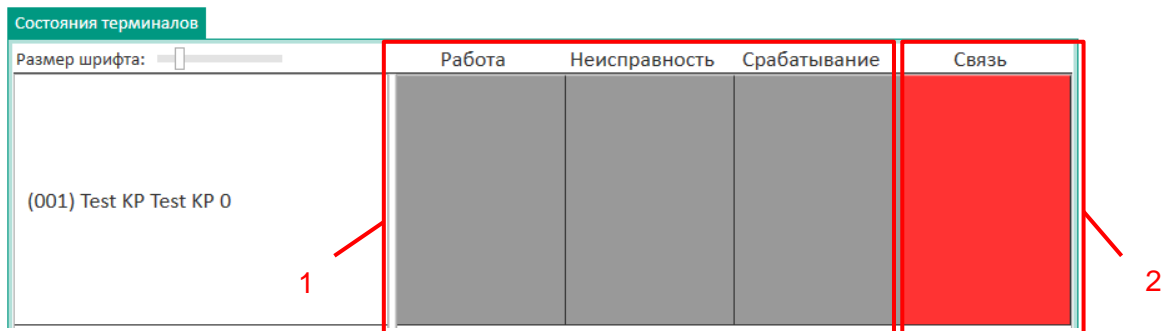 Состояния терминалов
Размер шрифта: Работа Неисправность Срабатывание Связь
(001) Test KP Test KP 0
1
2